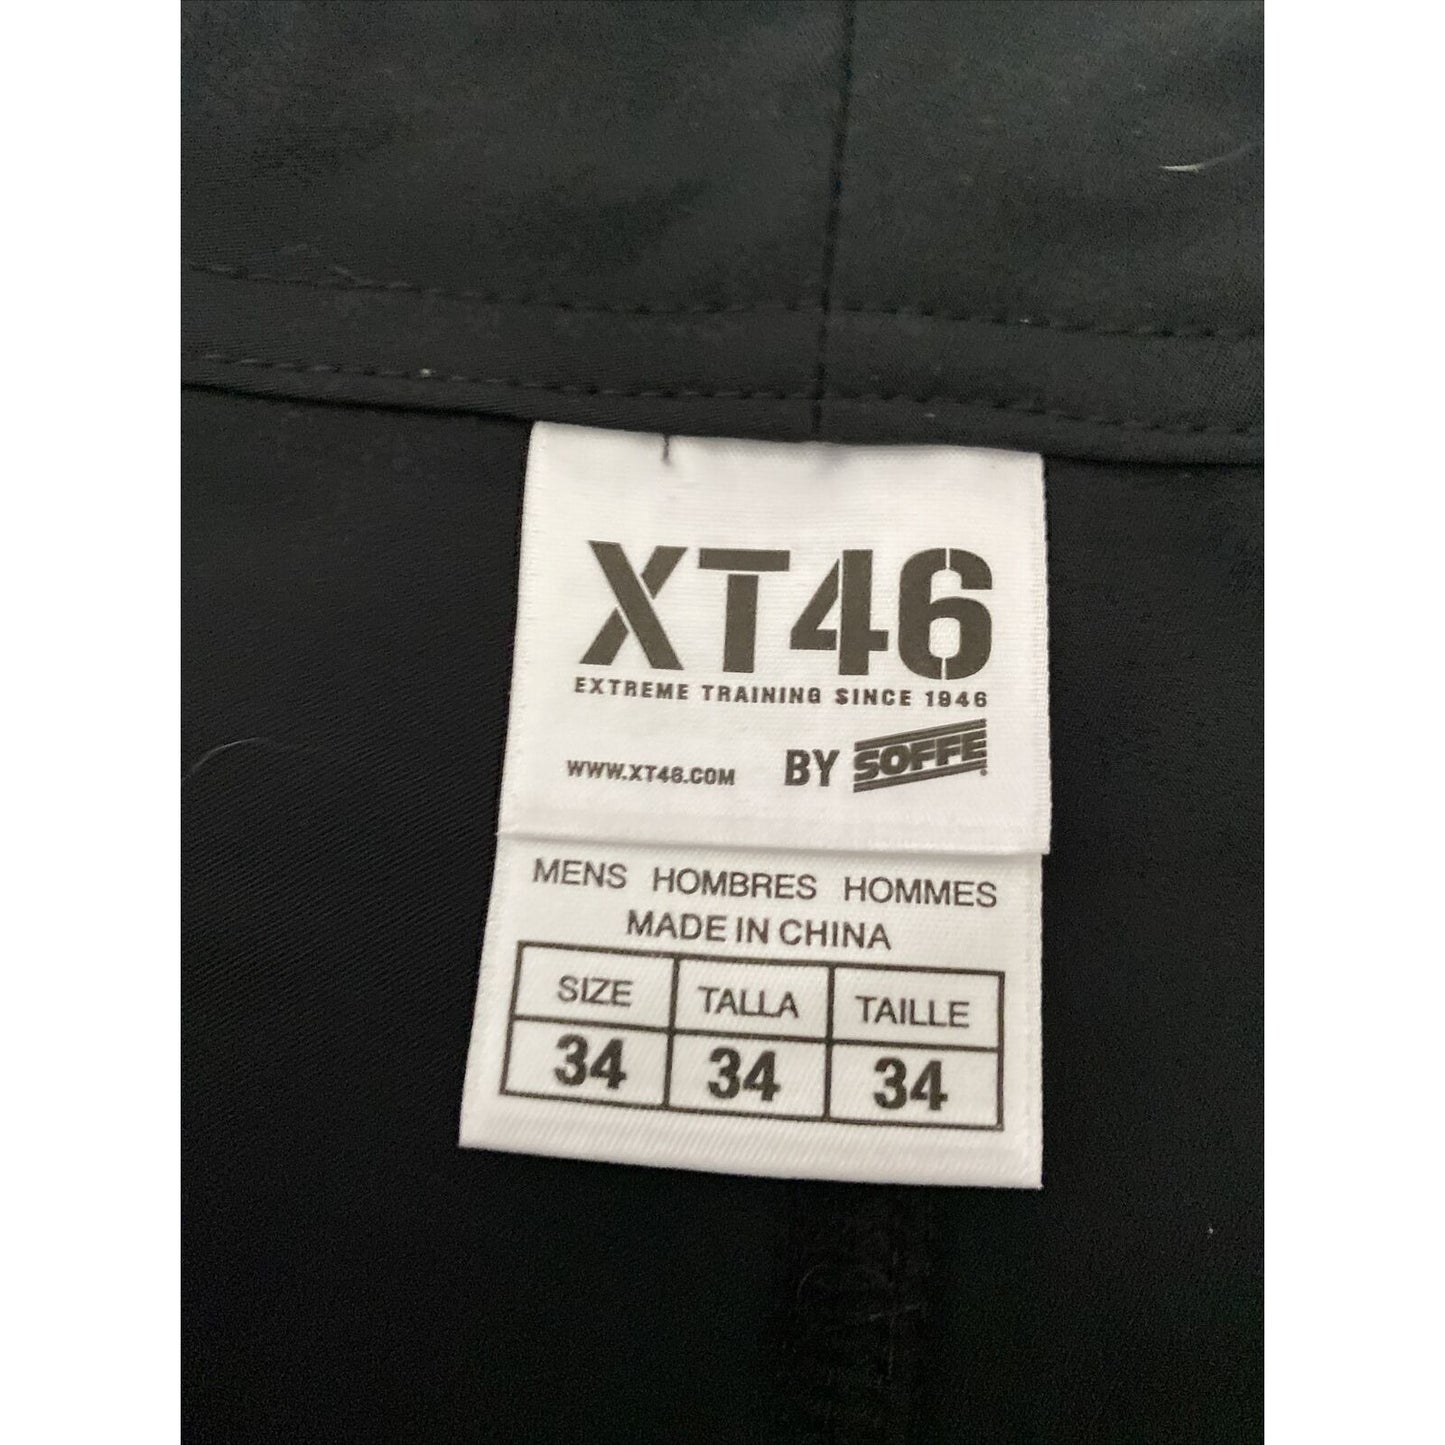 XT46
EXTREME TRAINING SINCE 1946
WWW.XT46.COM BY SOFFE
MENS HOMBRES HOMMES
MADE IN CHINA
SIZE TALLA TAILLE
34 34 34